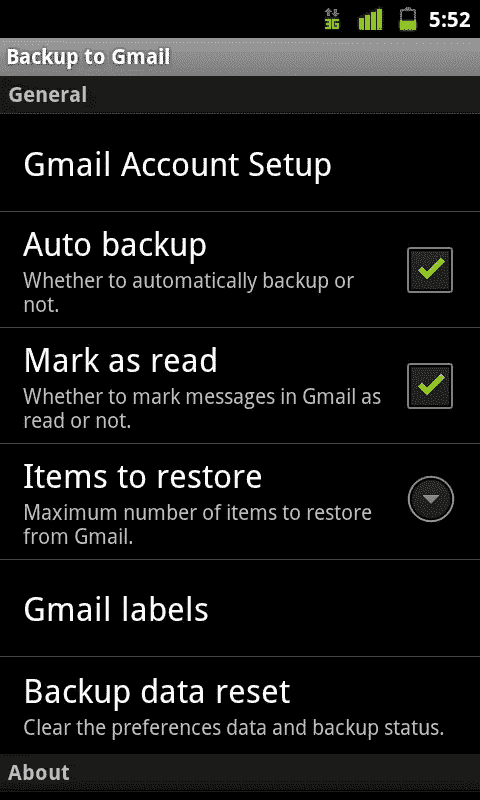 3G 5:52
Backup to Gmail
General
Gmail Account Setup
Auto backup
Whether to automatically backup or
not.
Mark as read
Whether to mark messages in Gmail as
read or not.
Items to restore
Maximum number of items to restore
from Gmail.
Gmail labels
Backup data reset
Clear the preferences data and backup status.
About